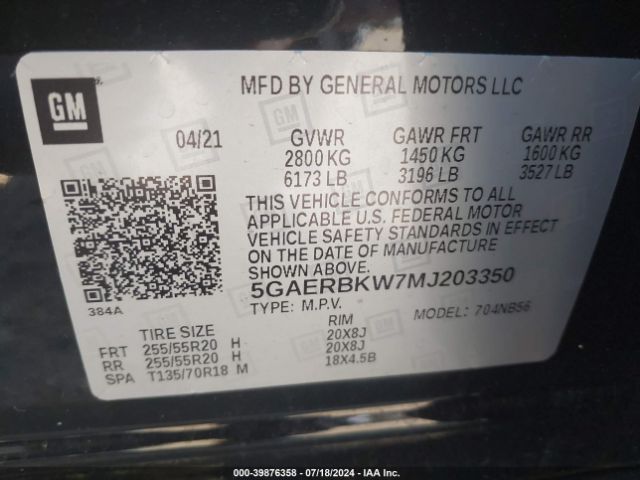 GM
MFD BY GENERAL MOTORS LLC
04/21 GVWR GAWR FRT GAWR RR
2800 KG 1450 KG 1600 KG
6173 LB 3196 LB 3527 LB
THIS VEHICLE CONFORMS TO ALL
APPLICABLE U.S. FEDERAL MOTOR
VEHICLE SAFETY STANDARDS IN EFFECT
ON THE DATE OF MANUFACTURE
SHOWN ABOVE.
5GAERBKW7MJ203350
TYPE: M.P.V. MODEL: 704NB56
384A
TIRE SIZE RIM
FRT 255/55R20 H 20X8J
RR 255/55R20 H 20X8J
SPA T135/70R18 M 18X4.5B
000-39876358 - 07/18/2024 - IAA Inc.